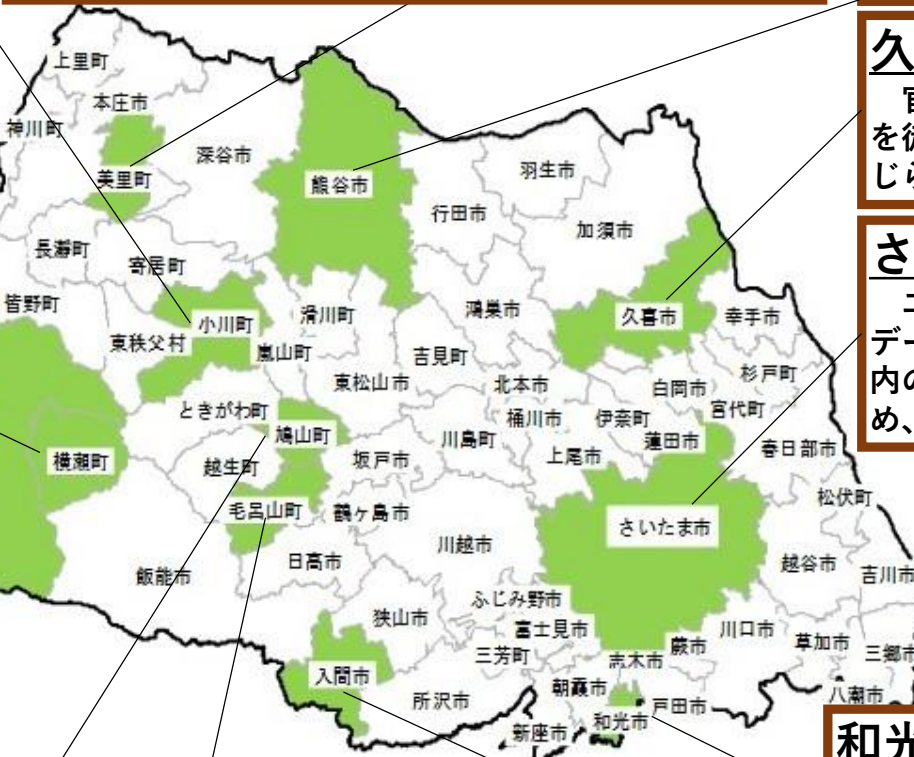 上里町
本庄市
神川町
美里町
深谷市
熊谷市
羽生市
行田市
加須市
長瀞町
寄居町
皆野町
小川町
滑川町
鴻巣市
久喜市
幸手市
東秩父村
嵐山町
吉見町
東松山市
北本市
白岡市
杉戸町
ときがわ町
桶川市
伊奈町
宮代町
鳩山町
川島町
蓮田市
横瀬町
越生町
坂戸市
上尾市
春日部市
毛呂山町
鶴ヶ島市
さいたま市
松伏町
川越市
日高市
飯能市
越谷市
吉川市
ふじみ野市
狭山市
富士見市
川口市
草加市
三芳町
志木市
蕨市
三郷市
入間市
所沢市
朝霞市
戸田市
八潮市
新座市
和光市
久
を従
じら
さ
デー
内の
め、
和光